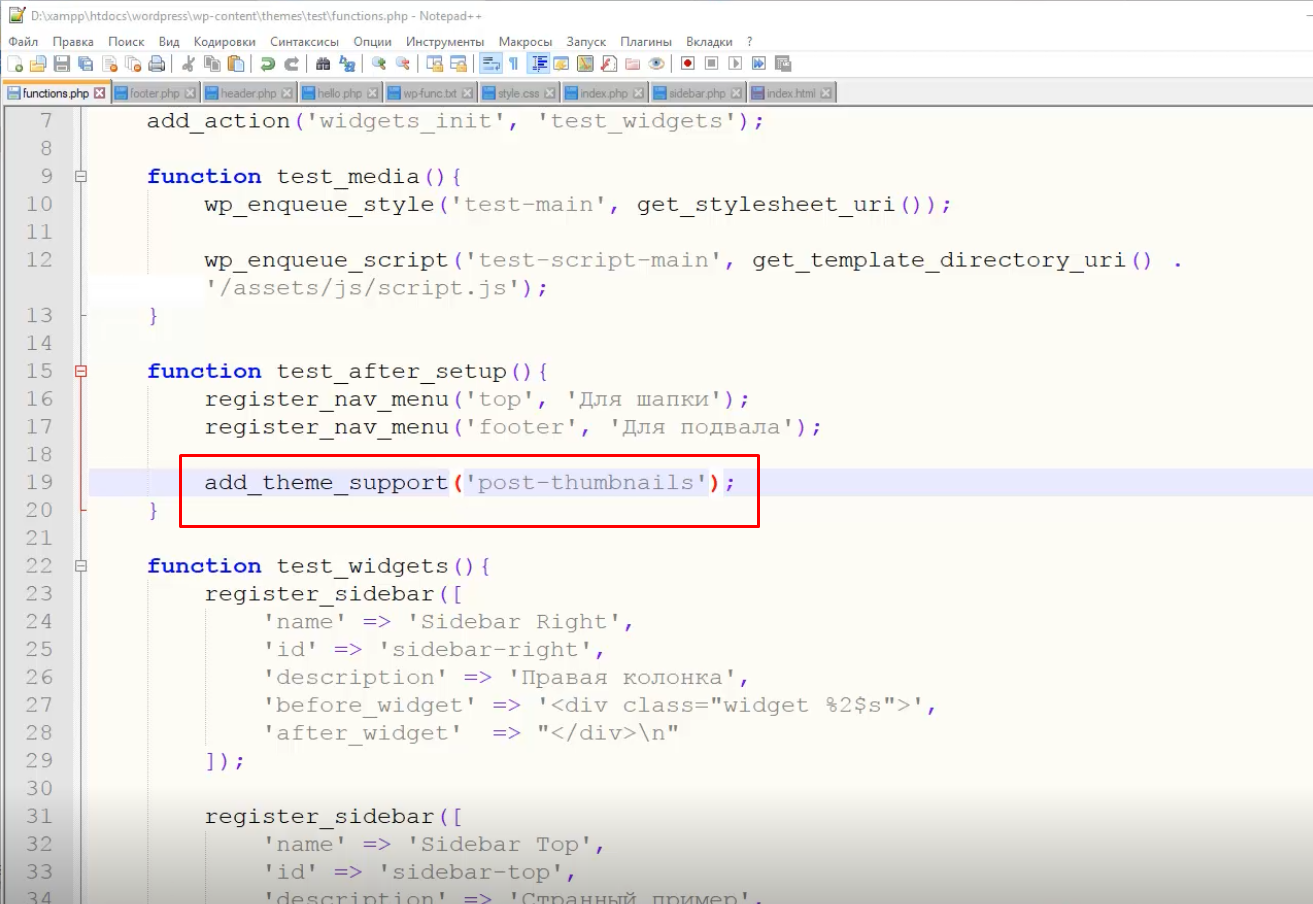 D:\xampp\htdocs\wordpress\wp-content\themes\test\functions.php - Notepad++
Файл Правка Поиск Вид Кодировки Синтаксисы Опции Инструменты Макросы Запуск Плагины Вкладки ?
functions.php footer.php header.php hello.php wp-func.txt style.css index.php sidebar.php index.html
7 add_action('widgets_init', 'test_widgets');
8
9 function test_media(){
10 wp_enqueue_style('test-main', get_stylesheet_uri());
11
12 wp_enqueue_script('test-script-main', get_template_directory_uri() .
'/assets/js/script.js');
13 }
14
15 function test_after_setup(){
16 register_nav_menu('top', 'Для шапки');
17 register_nav_menu('footer', 'Для подвала');
18
19 add_theme_support('post-thumbnails');
20 }
21
22 function test_widgets(){
23 register_sidebar([
24 'name' => 'Sidebar Right',
25 'id' => 'sidebar-right',
26 'description' => 'Правая колонка',
27 'before_widget' => '<div class="widget %2$s">',
28 'after_widget' => "</div>\n"
29 ]);
30
31 register_sidebar([
32 'name' => 'Sidebar Top',
33 'id' => 'sidebar-top',
34 'description' => 'Странный пример',